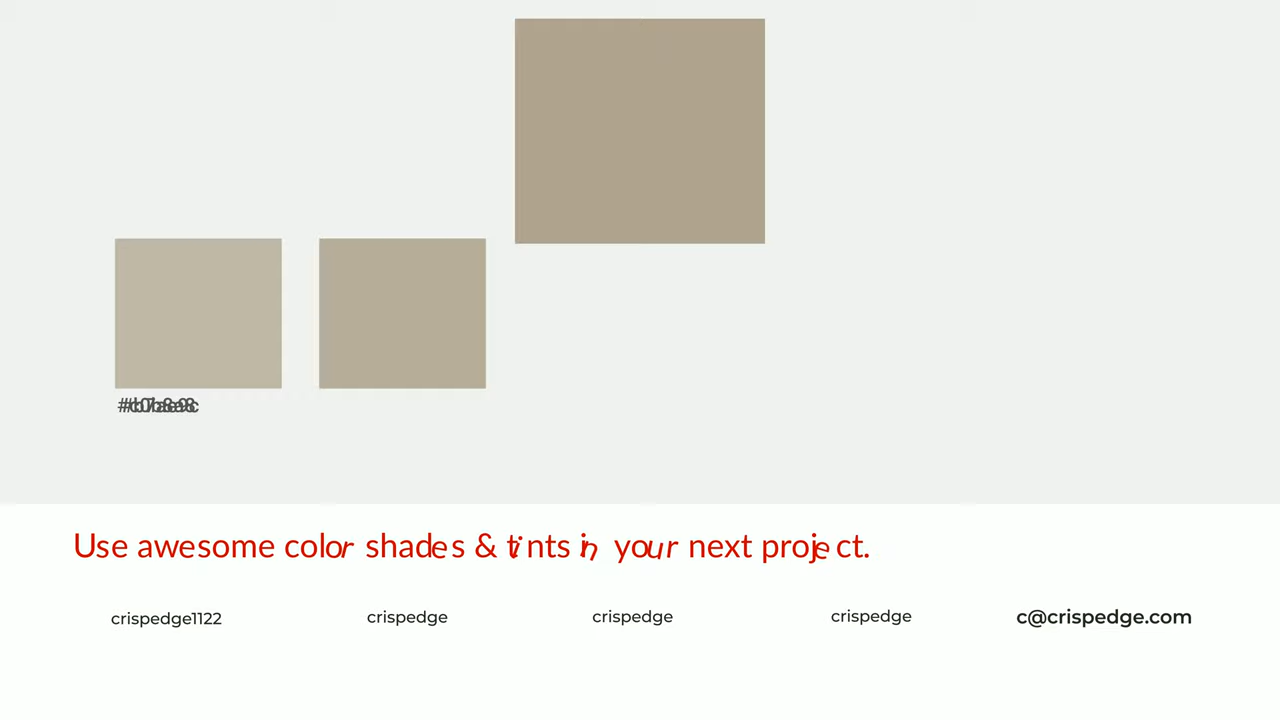 Use awesome color shades & tints in your next project.
crispedge1122 crispedge crispedge crispedge c@crispedge.com